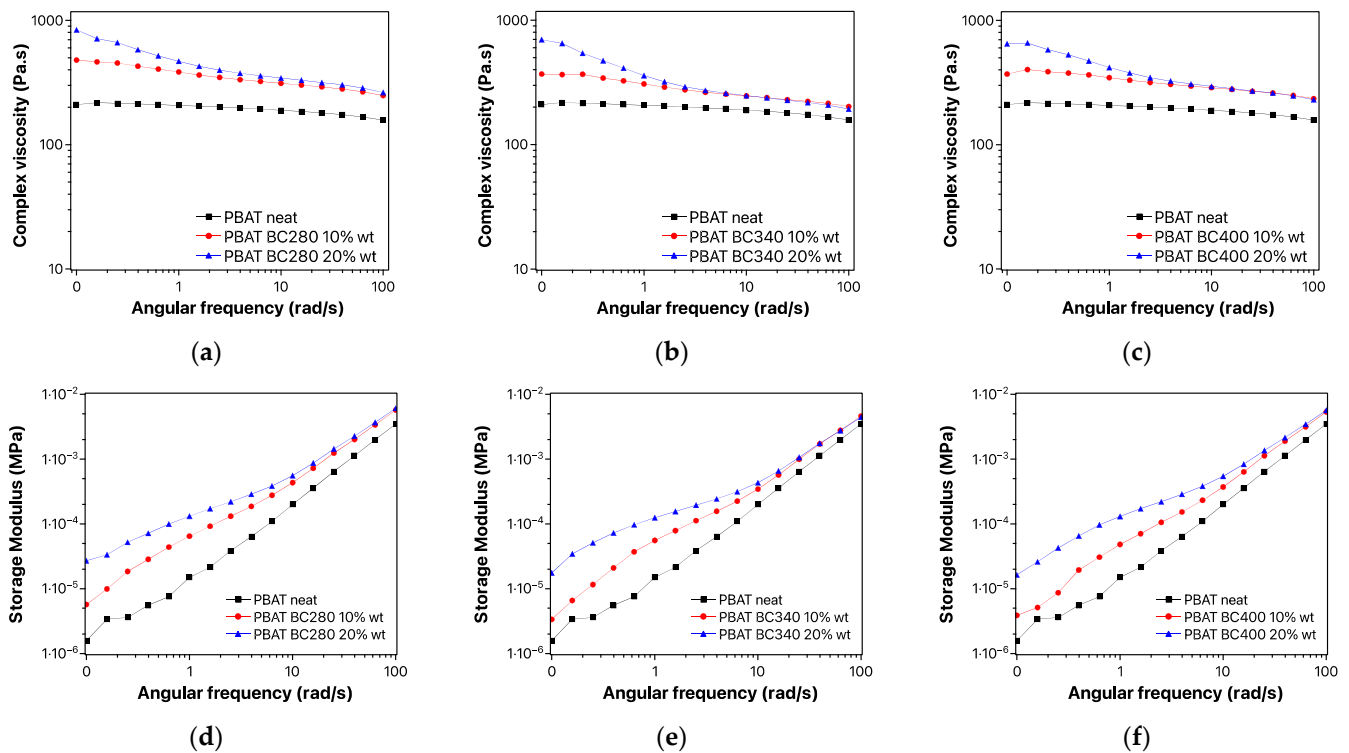 1000
100
10
Complex viscosity (Pa.s)
PBAT neat
PBAT BC280 10% wt
PBAT BC280 20% wt
0 1 10 100
Angular frequency (rad/s)
(a)
1000
100
10
Complex viscosity (Pa.s)
PBAT neat
PBAT BC340 10% wt
PBAT BC340 20% wt
0 1 10 100
Angular frequency (rad/s)
(b)
1000
100
10
Complex viscosity (Pa.s)
PBAT neat
PBAT BC400 10% wt
PBAT BC400 20% wt
0 1 10 100
Angular frequency (rad/s)
(c)
1·10⁻²
1·10⁻³
1·10⁻⁴
1·10⁻⁵
1·10⁻⁶
Storage Modulus (MPa)
PBAT neat
PBAT BC280 10% wt
PBAT BC280 20% wt
0 1 10 100
Angular frequency (rad/s)
(d)
1·10⁻²
1·10⁻³
1·10⁻⁴
1·10⁻⁵
1·10⁻⁶
Storage Modulus (MPa)
PBAT neat
PBAT BC340 10% wt
PBAT BC340 20% wt
0 1 10 100
Angular frequency (rad/s)
(e)
1·10⁻²
1·10⁻³
1·10⁻⁴
1·10⁻⁵
1·10⁻⁶
Storage Modulus (MPa)
PBAT neat
PBAT BC400 10% wt
PBAT BC400 20% wt
0 1 10 100
Angular frequency (rad/s)
(f)